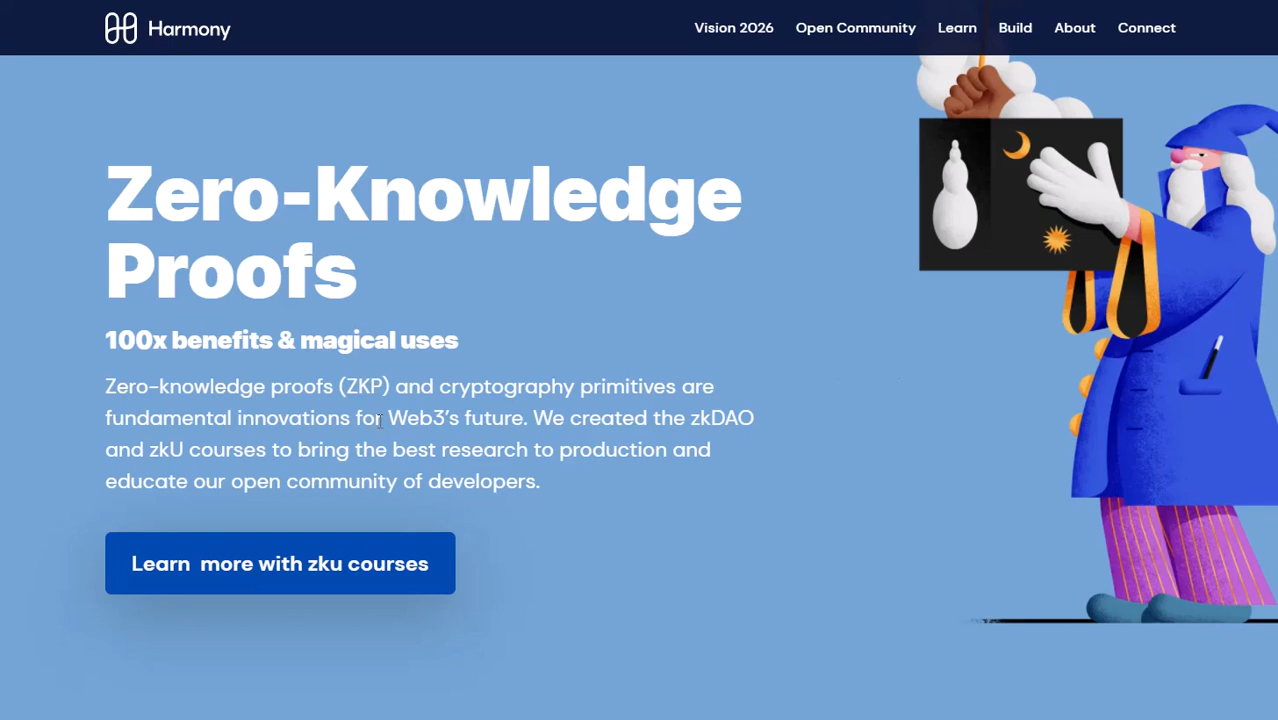 Harmony
Vision 2026 Open Community Learn Build About Connect
Zero-Knowledge
Proofs
100x benefits & magical uses
Zero-knowledge proofs (ZKP) and cryptography primitives are
fundamental innovations for Web3's future. We created the zkDAO
and zkU courses to bring the best research to production and
educate our open community of developers.
Learn  more with zku courses